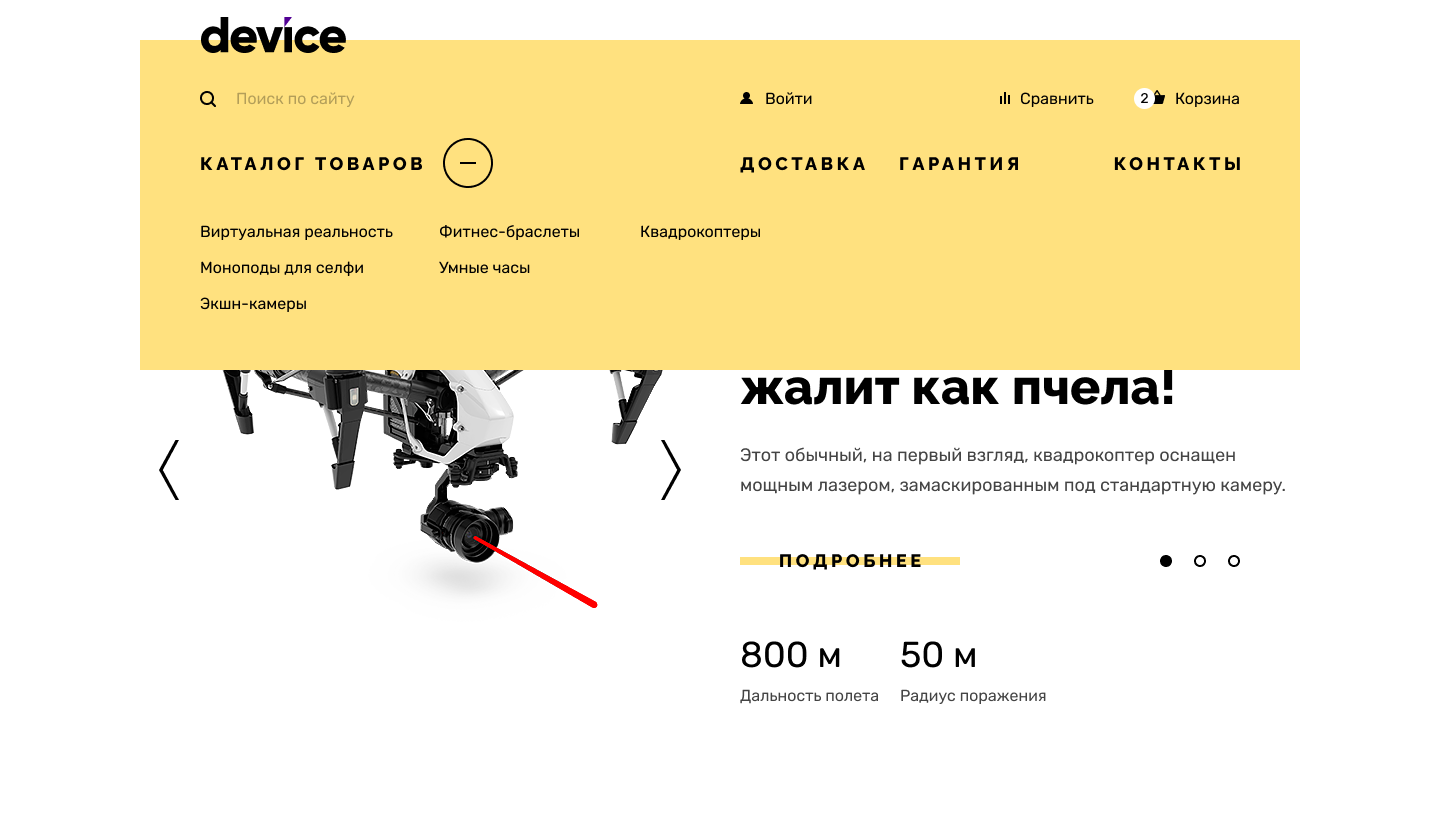 device
Поиск по сайту
Войти
Сравнить
2
Корзина
КАТАЛОГ ТОВАРОВ
ДОСТАВКА
ГАРАНТИЯ
КОНТАКТЫ
Виртуальная реальность
Фитнес-браслеты
Квадрокоптеры
Моноподы для селфи
Умные часы
Экшн-камеры
жалит как пчела!
Этот обычный, на первый взгляд, квадрокоптер оснащен
мощным лазером, замаскированным под стандартную камеру.
ПОДРОБНЕЕ
800 м
50 м
Дальность полета
Радиус поражения